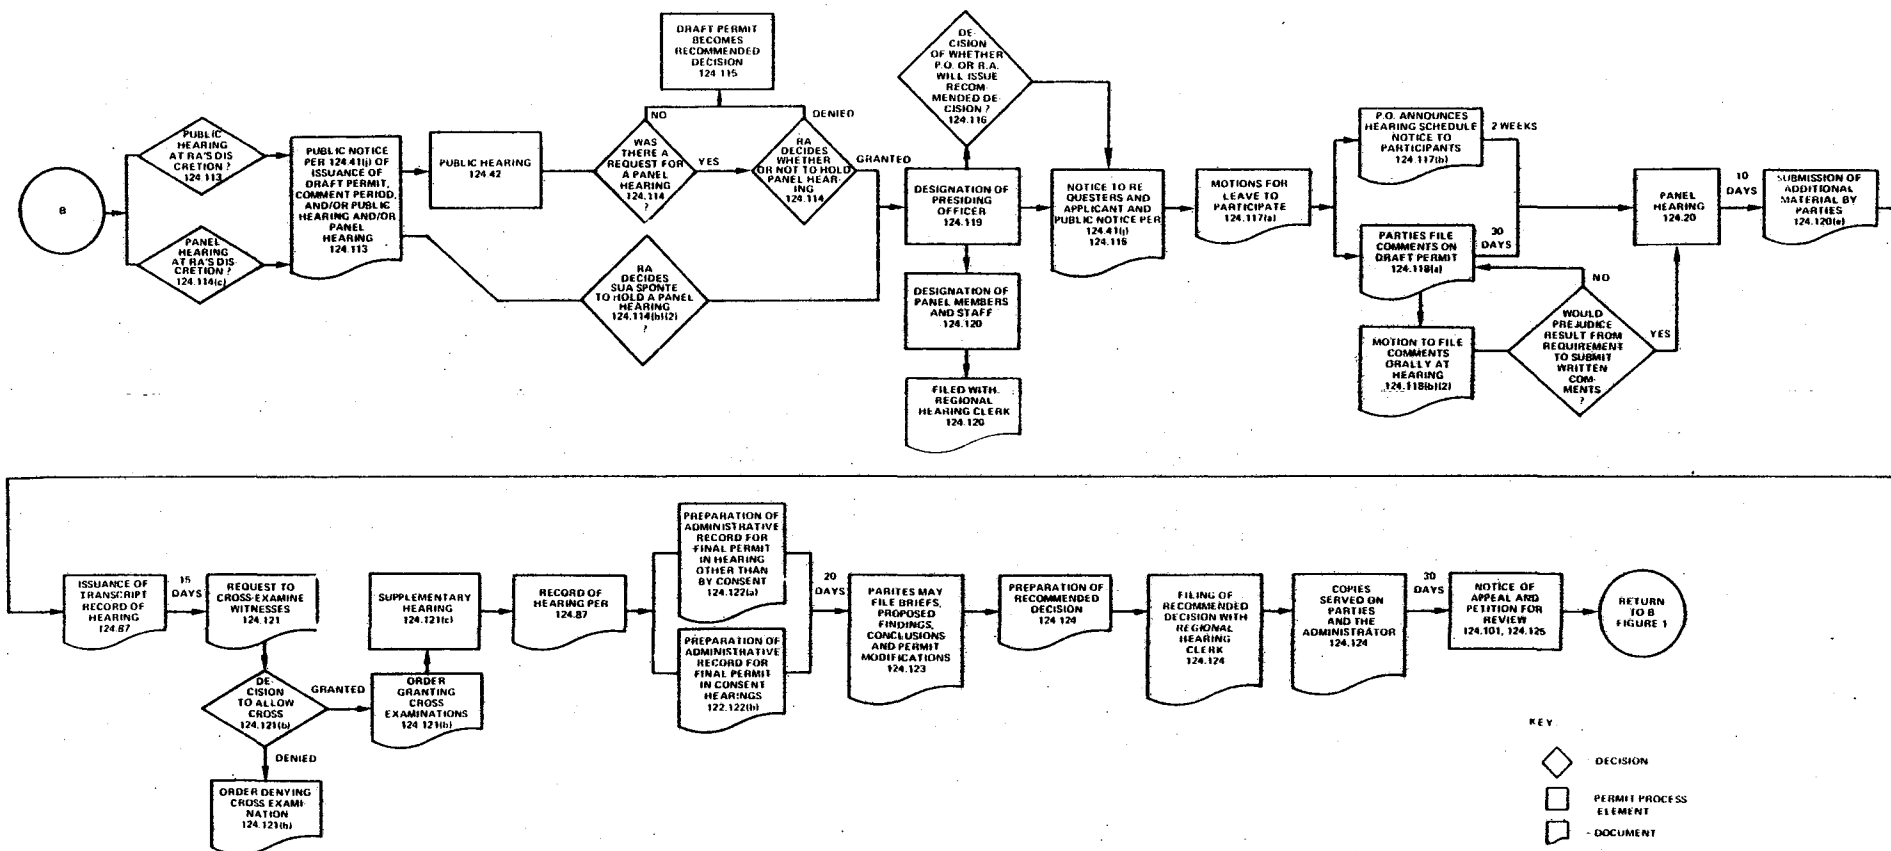 B
PUBLIC
HEARING
AT RA'S DIS
CRETION ?
124.113
PANEL
HEARING
AT RA'S DIS
CRETION ?
124.114(c)
PUBLIC NOTICE
PER 124.41(j) OF
ISSUANCE OF
DRAFT PERMIT,
COMMENT PERIOD,
AND/OR PUBLIC
HEARING AND/OR
PANEL
HEARING
124.113
PUBLIC HEARING
124.42
DRAFT PERMIT
BECOMES
RECOMMENDED
DECISION
124 115
NO
DENIED
WAS
THERE A
REQUEST FOR
A PANEL
HEARING
124.114
?
YES
RA
DECIDES
WHETHER
OR NOT TO HOLD
PANEL HEAR-
ING
124.114
GRANTED
RA
DECIDES
SUA SPONTE
TO HOLD A PANEL
HEARING
124.114(b)(2)
?
DE-
CISION
OF WHETHER
P.O. OR R.A.
WILL ISSUE
RECOM-
MENDED DE-
CISION ?
124.116
DESIGNATION OF
PRESIDING
OFFICER
124.119
DESIGNATION OF
PANEL MEMBERS
AND STAFF
124.120
FILED WITH
REGIONAL
HEARING CLERK
124.120
NOTICE TO RE
QUESTERS AND
APPLICANT AND
PUBLIC NOTICE PER
124.41(j)
124.116
MOTIONS FOR
LEAVE TO
PARTICIPATE
124.117(a)
P.O. ANNOUNCES
HEARING SCHEDULE
NOTICE TO
PARTICIPANTS
124.117(b)
2 WEEKS
PARTIES FILE
COMMENTS ON
DRAFT PERMIT
124.118(a)
30
DAYS
MOTION TO FILE
COMMENTS
ORALLY AT
HEARING
124.118(b)(2)
NO
WOULD
PREJUDICE
RESULT FROM
REQUIREMENT
TO SUBMIT
WRITTEN
COM-
MENTS
?
YES
PANEL
HEARING
124.20
10
DAYS
SUBMISSION OF
ADDITIONAL
MATERIAL BY
PARTIES
124.120(e)
ISSUANCE OF
TRANSCRIPT
RECORD OF
HEARING
124.87
15
DAYS
REQUEST TO
CROSS-EXAMINE
WITNESSES
124.121
DE-
CISION
TO ALLOW
CROSS
124.121(b)
GRANTED
DENIED
ORDER DENYING
CROSS EXAMI-
NATION
124.121(b)
ORDER
GRANTING
CROSS
EXAMINATIONS
124 121(b)
SUPPLEMENTARY
HEARING
124.121(c)
RECORD OF
HEARING PER
124.87
PREPARATION OF
ADMINISTRATIVE
RECORD FOR
FINAL PERMIT
IN HEARING
OTHER THAN
BY CONSENT
124.122(a)
PREPARATION OF
ADMINISTRATIVE
RECORD FOR
FINAL PERMIT
IN CONSENT
HEARINGS
122.122(b)
20
DAYS
PARITES MAY
FILE BRIEFS,
PROPOSED
FINDINGS,
CONCLUSIONS
AND PERMIT
MODIFICATIONS
124.123
PREPARATION OF
RECOMMENDED
DECISION
124 124
FILING OF
RECOMMENDED
DECISION WITH
REGIONAL
HEARING
CLERK
124.124
COPIES
SERVED ON
PARTIES
AND THE
ADMINISTRATOR
124.124
30
DAYS
NOTICE OF
APPEAL AND
PETITION FOR
REVIEW
124.101, 124.125
RETURN
TO B
FIGURE 1
KEY
DECISION
PERMIT PROCESS
ELEMENT
- DOCUMENT